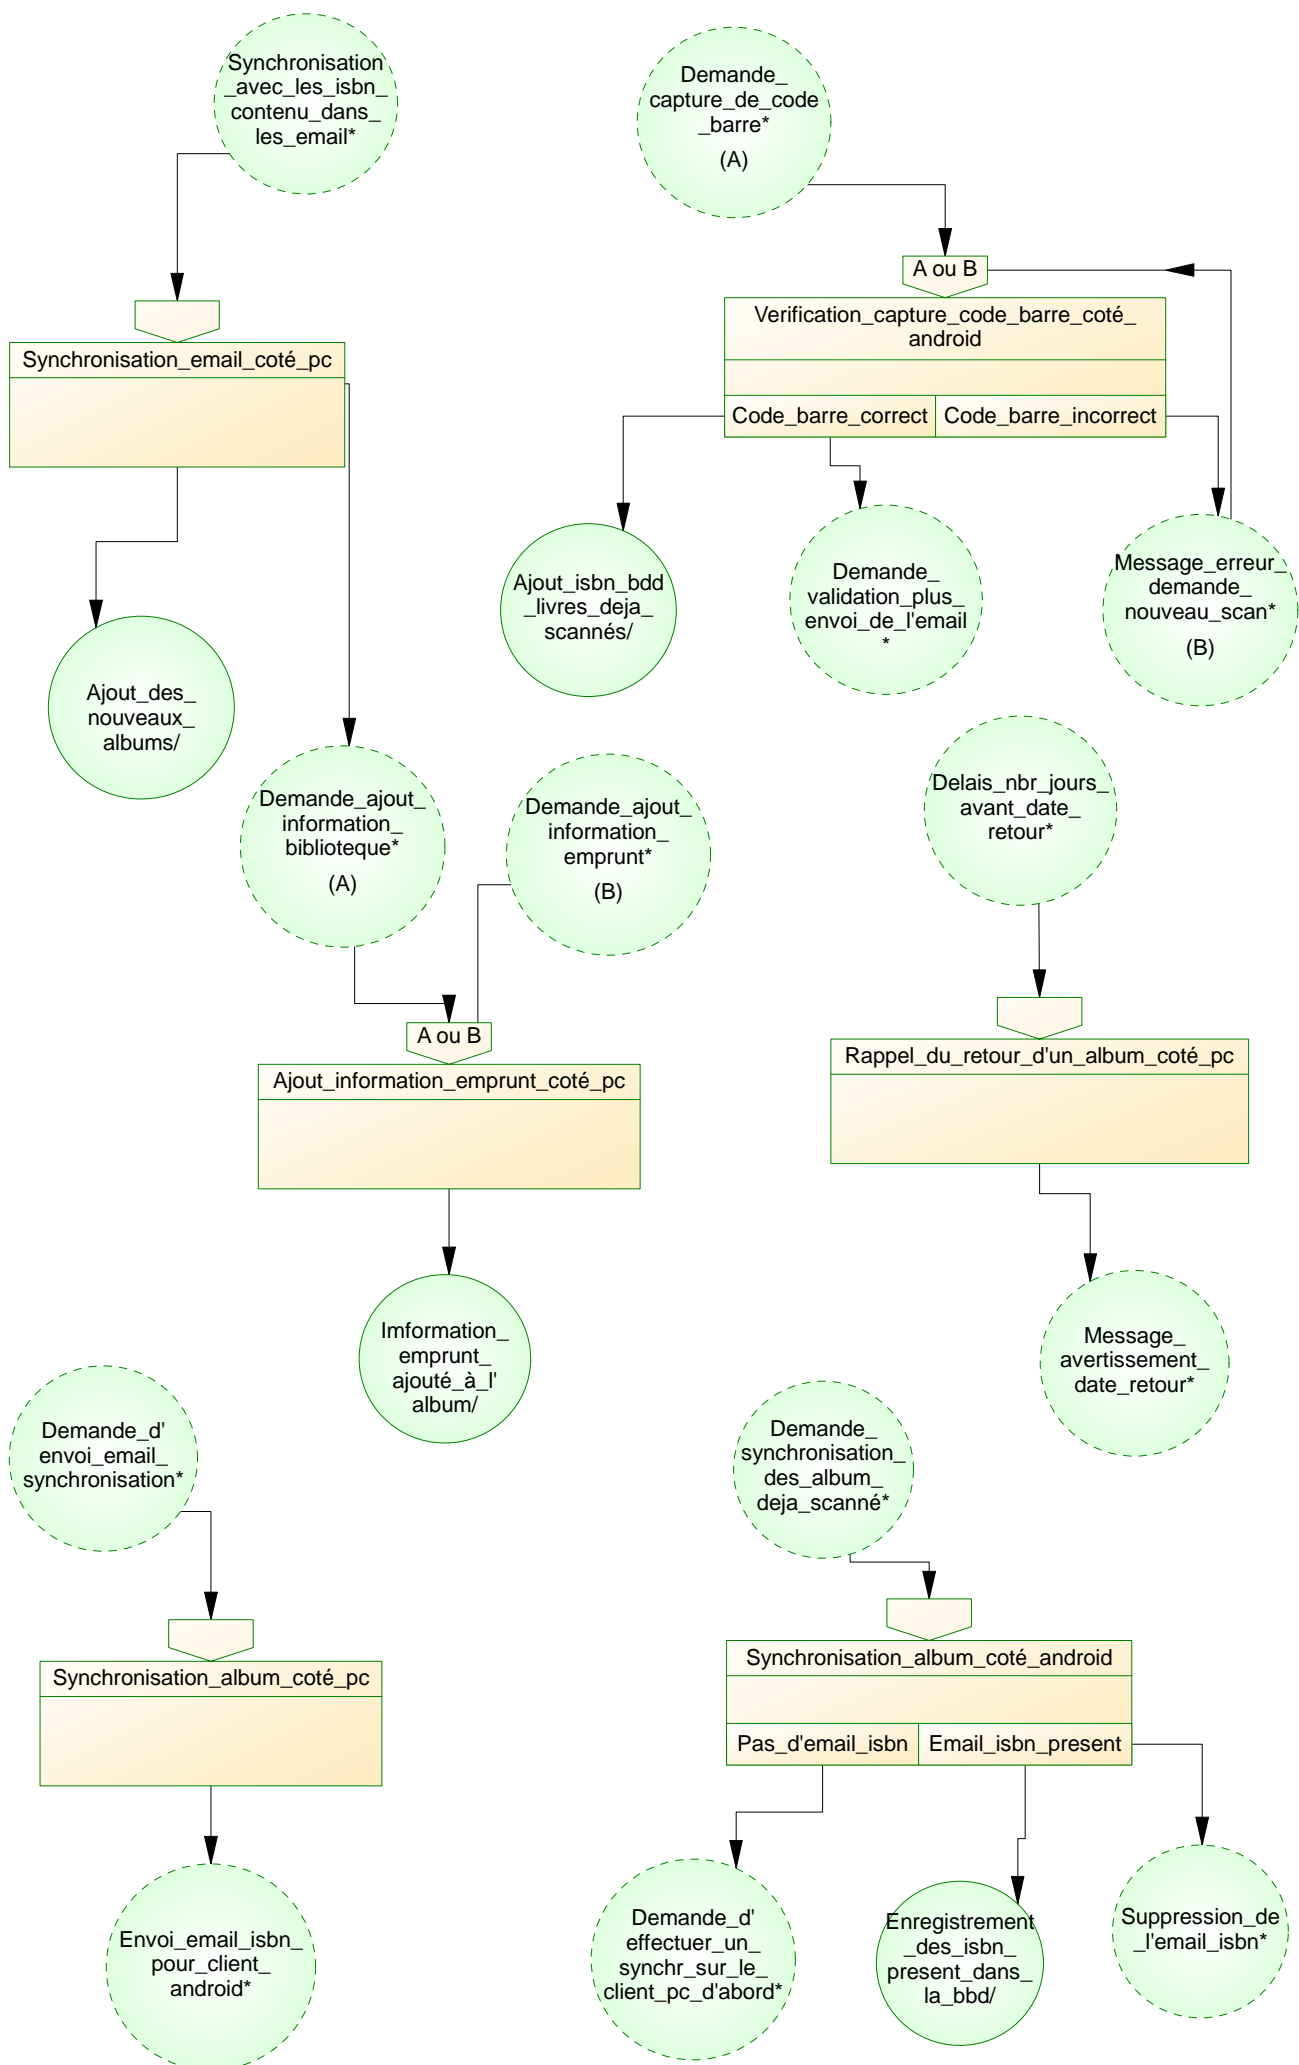 Synchronisation
_avec_les_isbn_
contenu_dans_
les_email*
Demande_
capture_de_code
_barre*
(A)
A ou B
Verification_capture_code_barre_coté_
android
Code_barre_correct
Code_barre_incorrect
Synchronisation_email_coté_pc
Ajout_isbn_bdd
_livres_deja_
scannés/
Demande_
validation_plus_
envoi_de_l'email
*
Message_erreur_
demande_
nouveau_scan*
(B)
Ajout_des_
nouveaux_
albums/
Demande_ajout_
information_
biblioteque*
(A)
Demande_ajout_
information_
emprunt*
(B)
Delais_nbr_jours_
avant_date_
retour*
A ou B
Ajout_information_emprunt_coté_pc
Rappel_du_retour_d'un_album_coté_pc
Imformation_
emprunt_
ajouté_à_l'
album/
Message_
avertissement_
date_retour*
Demande_d'
envoi_email_
synchronisation*
Demande_
synchronisation_
des_album_
deja_scanné*
Synchronisation_album_coté_pc
Synchronisation_album_coté_android
Pas_d'email_isbn
Email_isbn_present
Envoi_email_isbn_
pour_client_
android*
Demande_d'
effectuer_un_
synchr_sur_le_
client_pc_d'abord*
Enregistrement
_des_isbn_
present_dans_
la_bbd/
Suppression_de
_l'email_isbn*